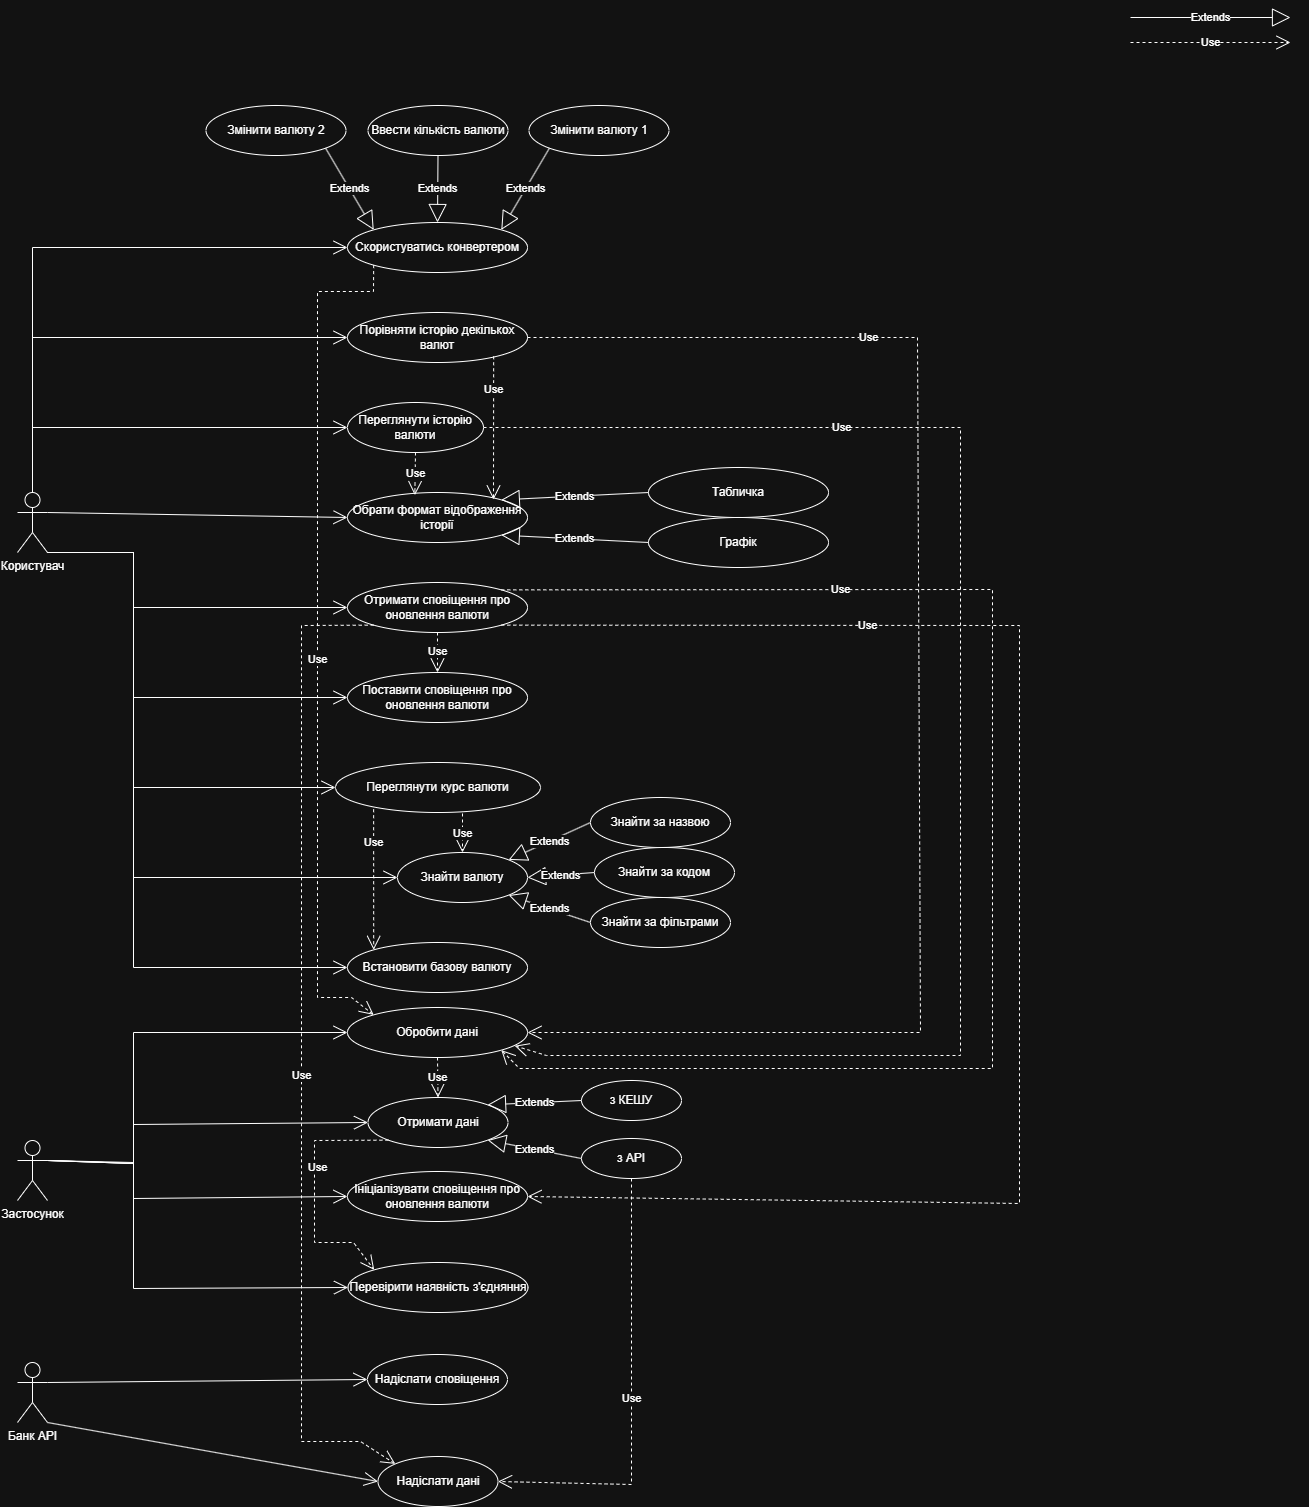 Extends
Use
Змінити валюту 2
Ввести кількість валюти
Змінити валюту 1
Extends
Extends
Extends
Скористуватись конвертером
Порівняти історію декількох
валют
Use
Use
Переглянути історію
валюти
Use
Use
Табличка
Extends
Обрати формат відображення
історії
Extends
Графік
Користувач
Use
Отримати сповіщення про
оновлення валюти
Use
Use
Use
Поставити сповіщення про
оновлення валюти
Переглянути курс валюти
Знайти за назвою
Use
Use
Extends
Знайти за кодом
Extends
Знайти валюту
Extends
Знайти за фільтрами
Встановити базову валюту
Обробити дані
Use
Use
з КЕШУ
Extends
Отримати дані
Extends
з АРІ
Use
Ініціалізувати сповіщення про
оновлення валюти
Застосунок
Перевірити наявність з'єдняння
Надіслати сповіщення
Use
Банк АРІ
Надіслати дані